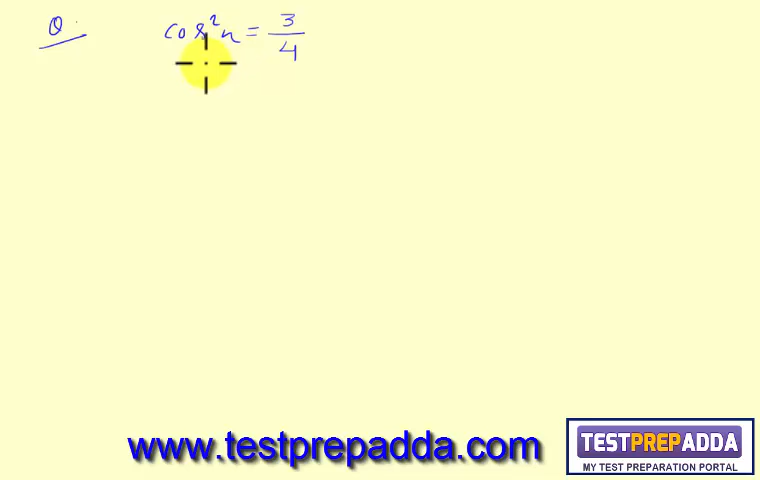 Q. cos²x = 3/4
www.testprepadda.com
TESTPREPADDA
MY TEST PREPARATION PORTAL